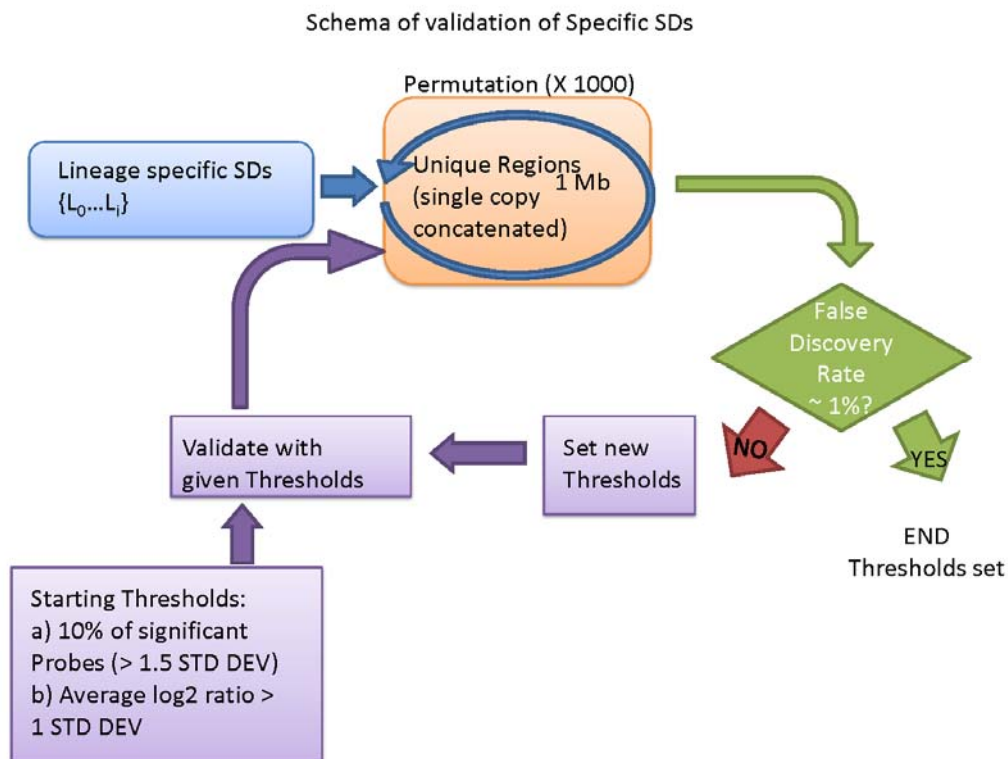 Schema of validation of Specific SDs
Permutation (X 1000)
Lineage specific SDs
{L₀...Lᵢ}
Unique Regions
(single copy
concatenated)
1 Mb
False
Discovery
Rate
~ 1%?
NO
YES
END
Thresholds set
Set new
Thresholds
Validate with
given Thresholds
Starting Thresholds:
a) 10% of significant
Probes (> 1.5 STD DEV)
b) Average log2 ratio >
1 STD DEV